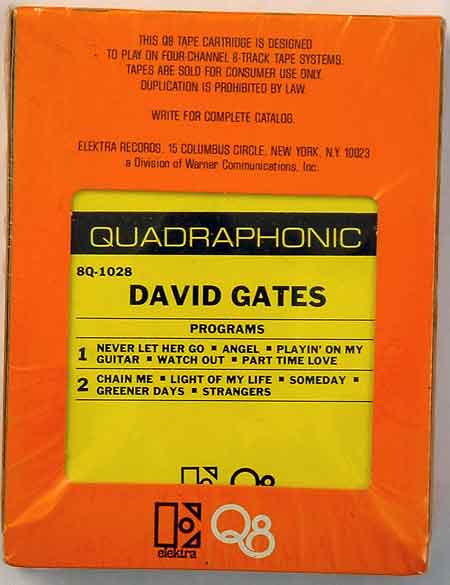 THIS Q8 TAPE CARTRIDGE IS DESIGNED
TO PLAY ON FOUR-CHANNEL 8-TRACK TAPE SYSTEMS.
TAPES ARE SOLD FOR CONSUMER USE ONLY.
DUPLICATION IS PROHIBITED BY LAW.
WRITE FOR COMPLETE CATALOG.
ELEKTRA RECORDS, 15 COLUMBUS CIRCLE, NEW YORK, N.Y. 10023
a Division of Warner Communications, Inc.
QUADRAPHONIC
8Q-1028
DAVID GATES
PROGRAMS
1 NEVER LET HER GO ▪ ANGEL ▪ PLAYIN' ON MY
GUITAR ▪ WATCH OUT ▪ PART TIME LOVE
2 CHAIN ME ▪ LIGHT OF MY LIFE ▪ SOMEDAY ▪
GREENER DAYS ▪ STRANGERS
Q8
elektra Q8